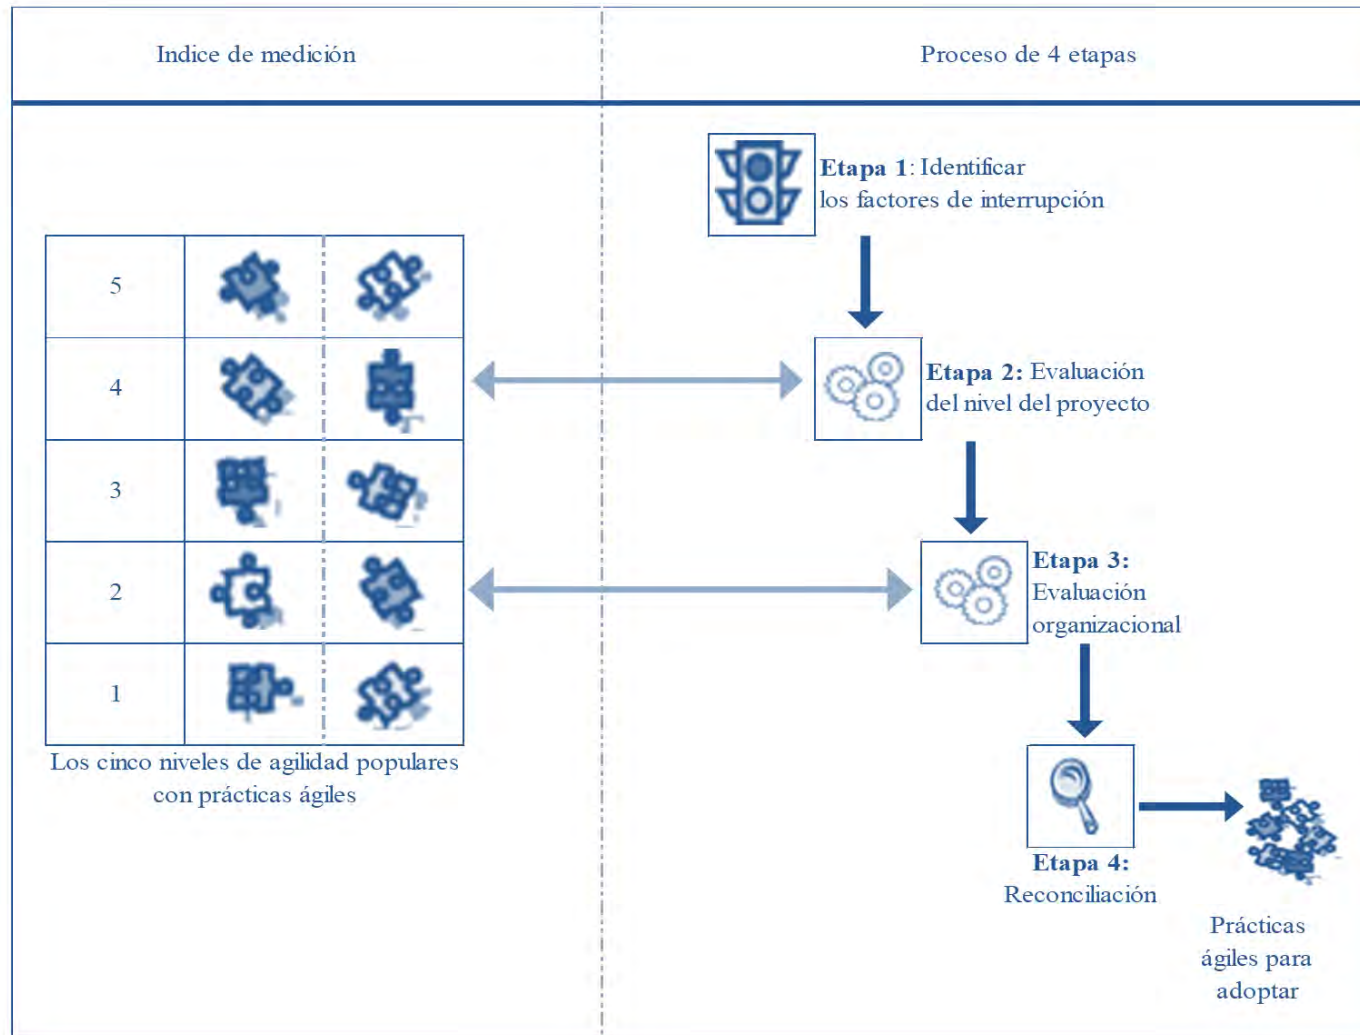 Indice de medición
Proceso de 4 etapas
Etapa 1: Identificar
los factores de interrupción
5
4
3
2
1
Los cinco niveles de agilidad populares
con prácticas ágiles
Etapa 2: Evaluación
del nivel del proyecto
Etapa 3:
Evaluación
organizacional
Etapa 4:
Reconciliación
Prácticas
ágiles para
adoptar